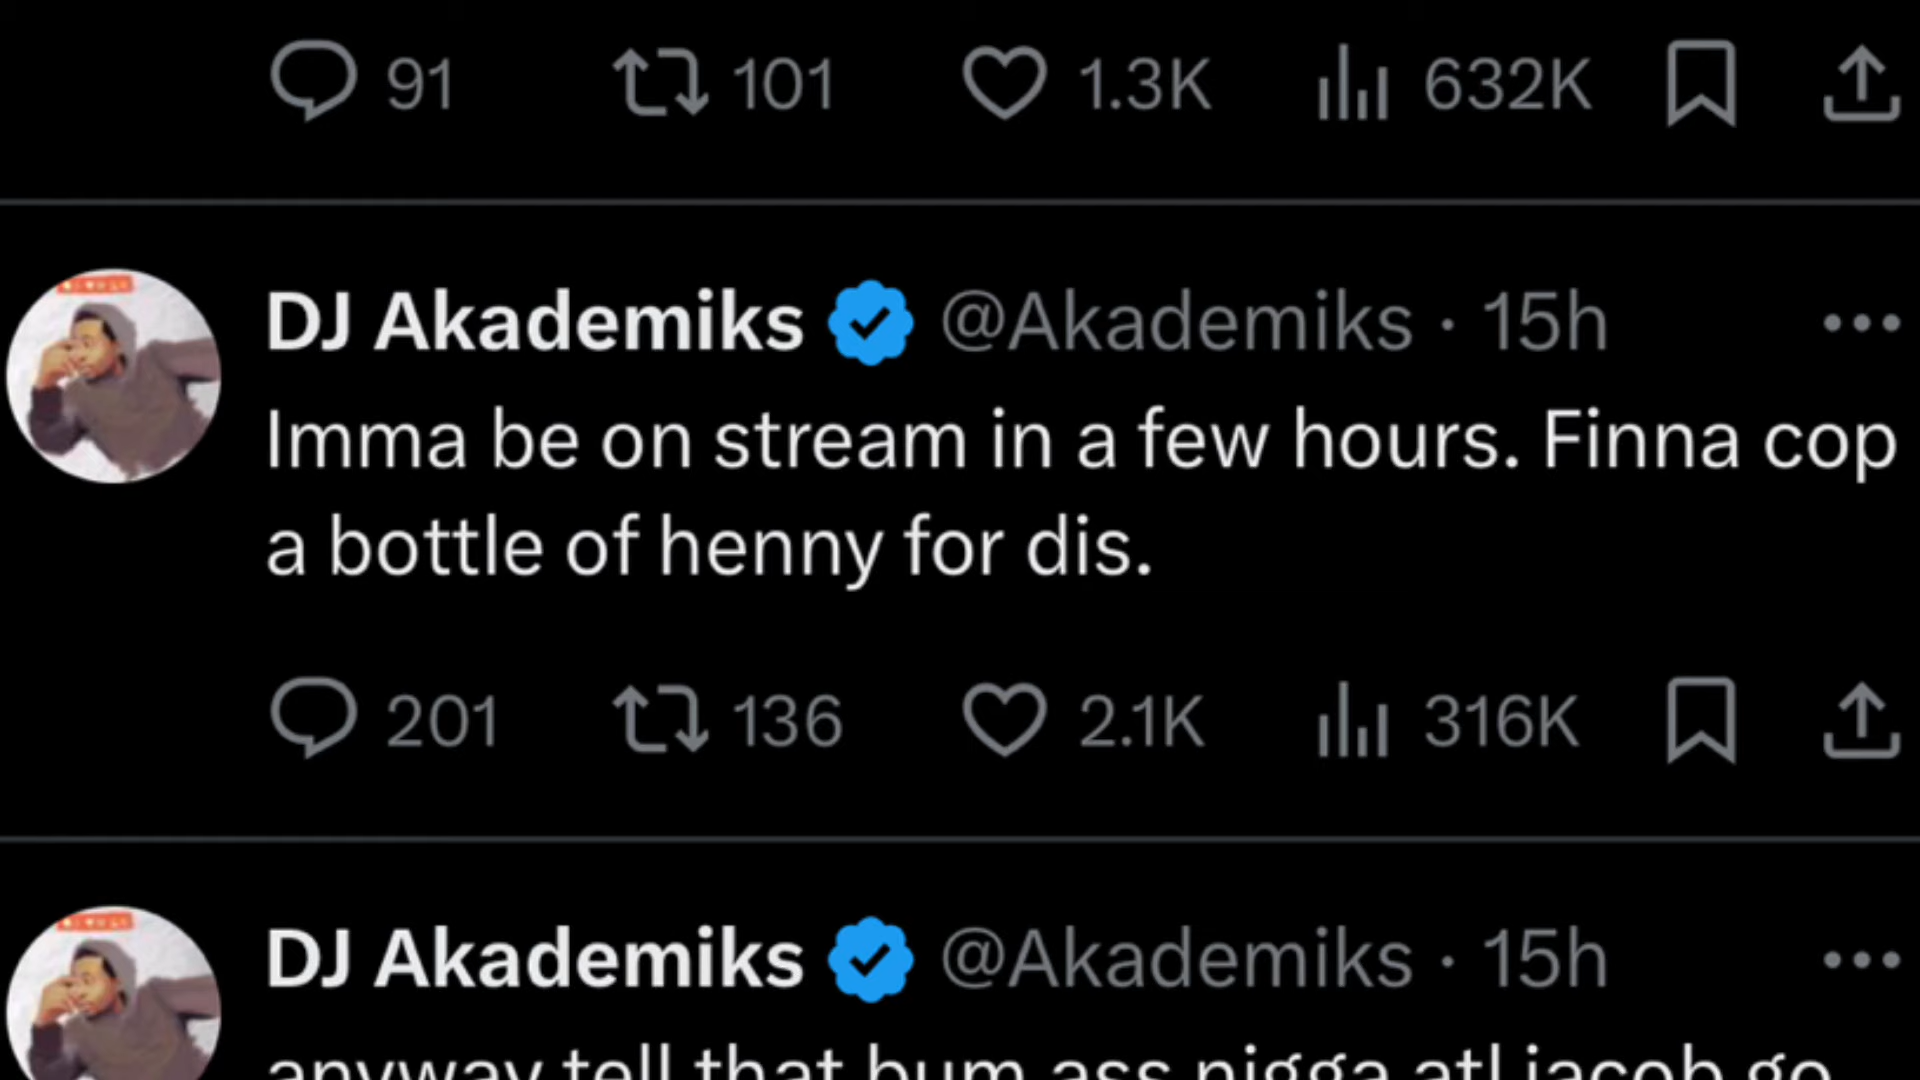 91 101 1.3K 632K
DJ Akademiks @Akademiks · 15h
Imma be on stream in a few hours. Finna cop
a bottle of henny for dis.
201 136 2.1K 316K
DJ Akademiks @Akademiks · 15h
anyway tell that bum ass nigga atl jacob go